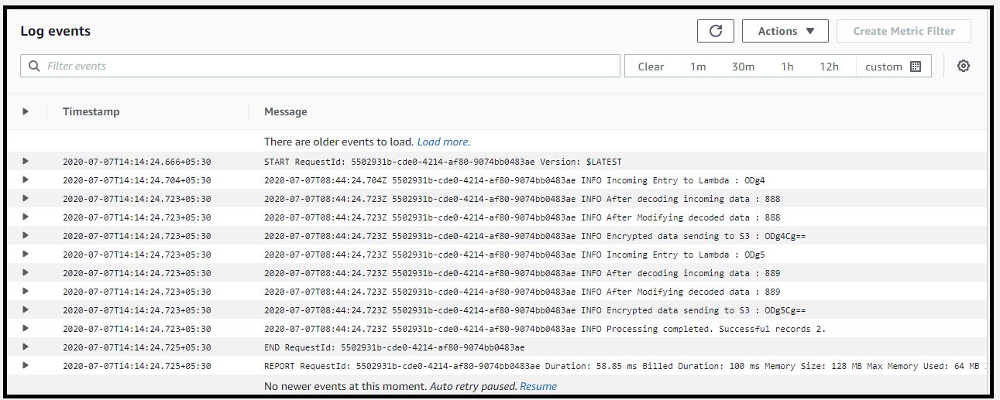 Log events
Actions
Create Metric Filter
Filter events
Clear 1m 30m 1h 12h custom
Timestamp Message
There are older events to load. Load more.
2020-07-07T14:14:24.666+05:30 START RequestId: 5502931b-cde0-4214-af80-9074bb0483ae Version: $LATEST
2020-07-07T14:14:24.704+05:30 2020-07-07T08:44:24.704Z 5502931b-cde0-4214-af80-9074bb0483ae INFO Incoming Entry to Lambda : ODg4
2020-07-07T14:14:24.723+05:30 2020-07-07T08:44:24.723Z 5502931b-cde0-4214-af80-9074bb0483ae INFO After decoding incoming data : 888
2020-07-07T14:14:24.723+05:30 2020-07-07T08:44:24.723Z 5502931b-cde0-4214-af80-9074bb0483ae INFO After Modifying decoded data : 888
2020-07-07T14:14:24.723+05:30 2020-07-07T08:44:24.723Z 5502931b-cde0-4214-af80-9074bb0483ae INFO Encrypted data sending to S3 : ODg4Cg==
2020-07-07T14:14:24.723+05:30 2020-07-07T08:44:24.723Z 5502931b-cde0-4214-af80-9074bb0483ae INFO Incoming Entry to Lambda : ODg5
2020-07-07T14:14:24.723+05:30 2020-07-07T08:44:24.723Z 5502931b-cde0-4214-af80-9074bb0483ae INFO After decoding incoming data : 889
2020-07-07T14:14:24.723+05:30 2020-07-07T08:44:24.723Z 5502931b-cde0-4214-af80-9074bb0483ae INFO After Modifying decoded data : 889
2020-07-07T14:14:24.723+05:30 2020-07-07T08:44:24.723Z 5502931b-cde0-4214-af80-9074bb0483ae INFO Encrypted data sending to S3 : ODg5Cg==
2020-07-07T14:14:24.723+05:30 2020-07-07T08:44:24.723Z 5502931b-cde0-4214-af80-9074bb0483ae INFO Processing completed. Successful records 2.
2020-07-07T14:14:24.725+05:30 END RequestId: 5502931b-cde0-4214-af80-9074bb0483ae
2020-07-07T14:14:24.725+05:30 REPORT RequestId: 5502931b-cde0-4214-af80-9074bb0483ae Duration: 58.85 ms Billed Duration: 100 ms Memory Size: 128 MB Max Memory Used: 64 MB
No newer events at this moment. Auto retry paused. Resume